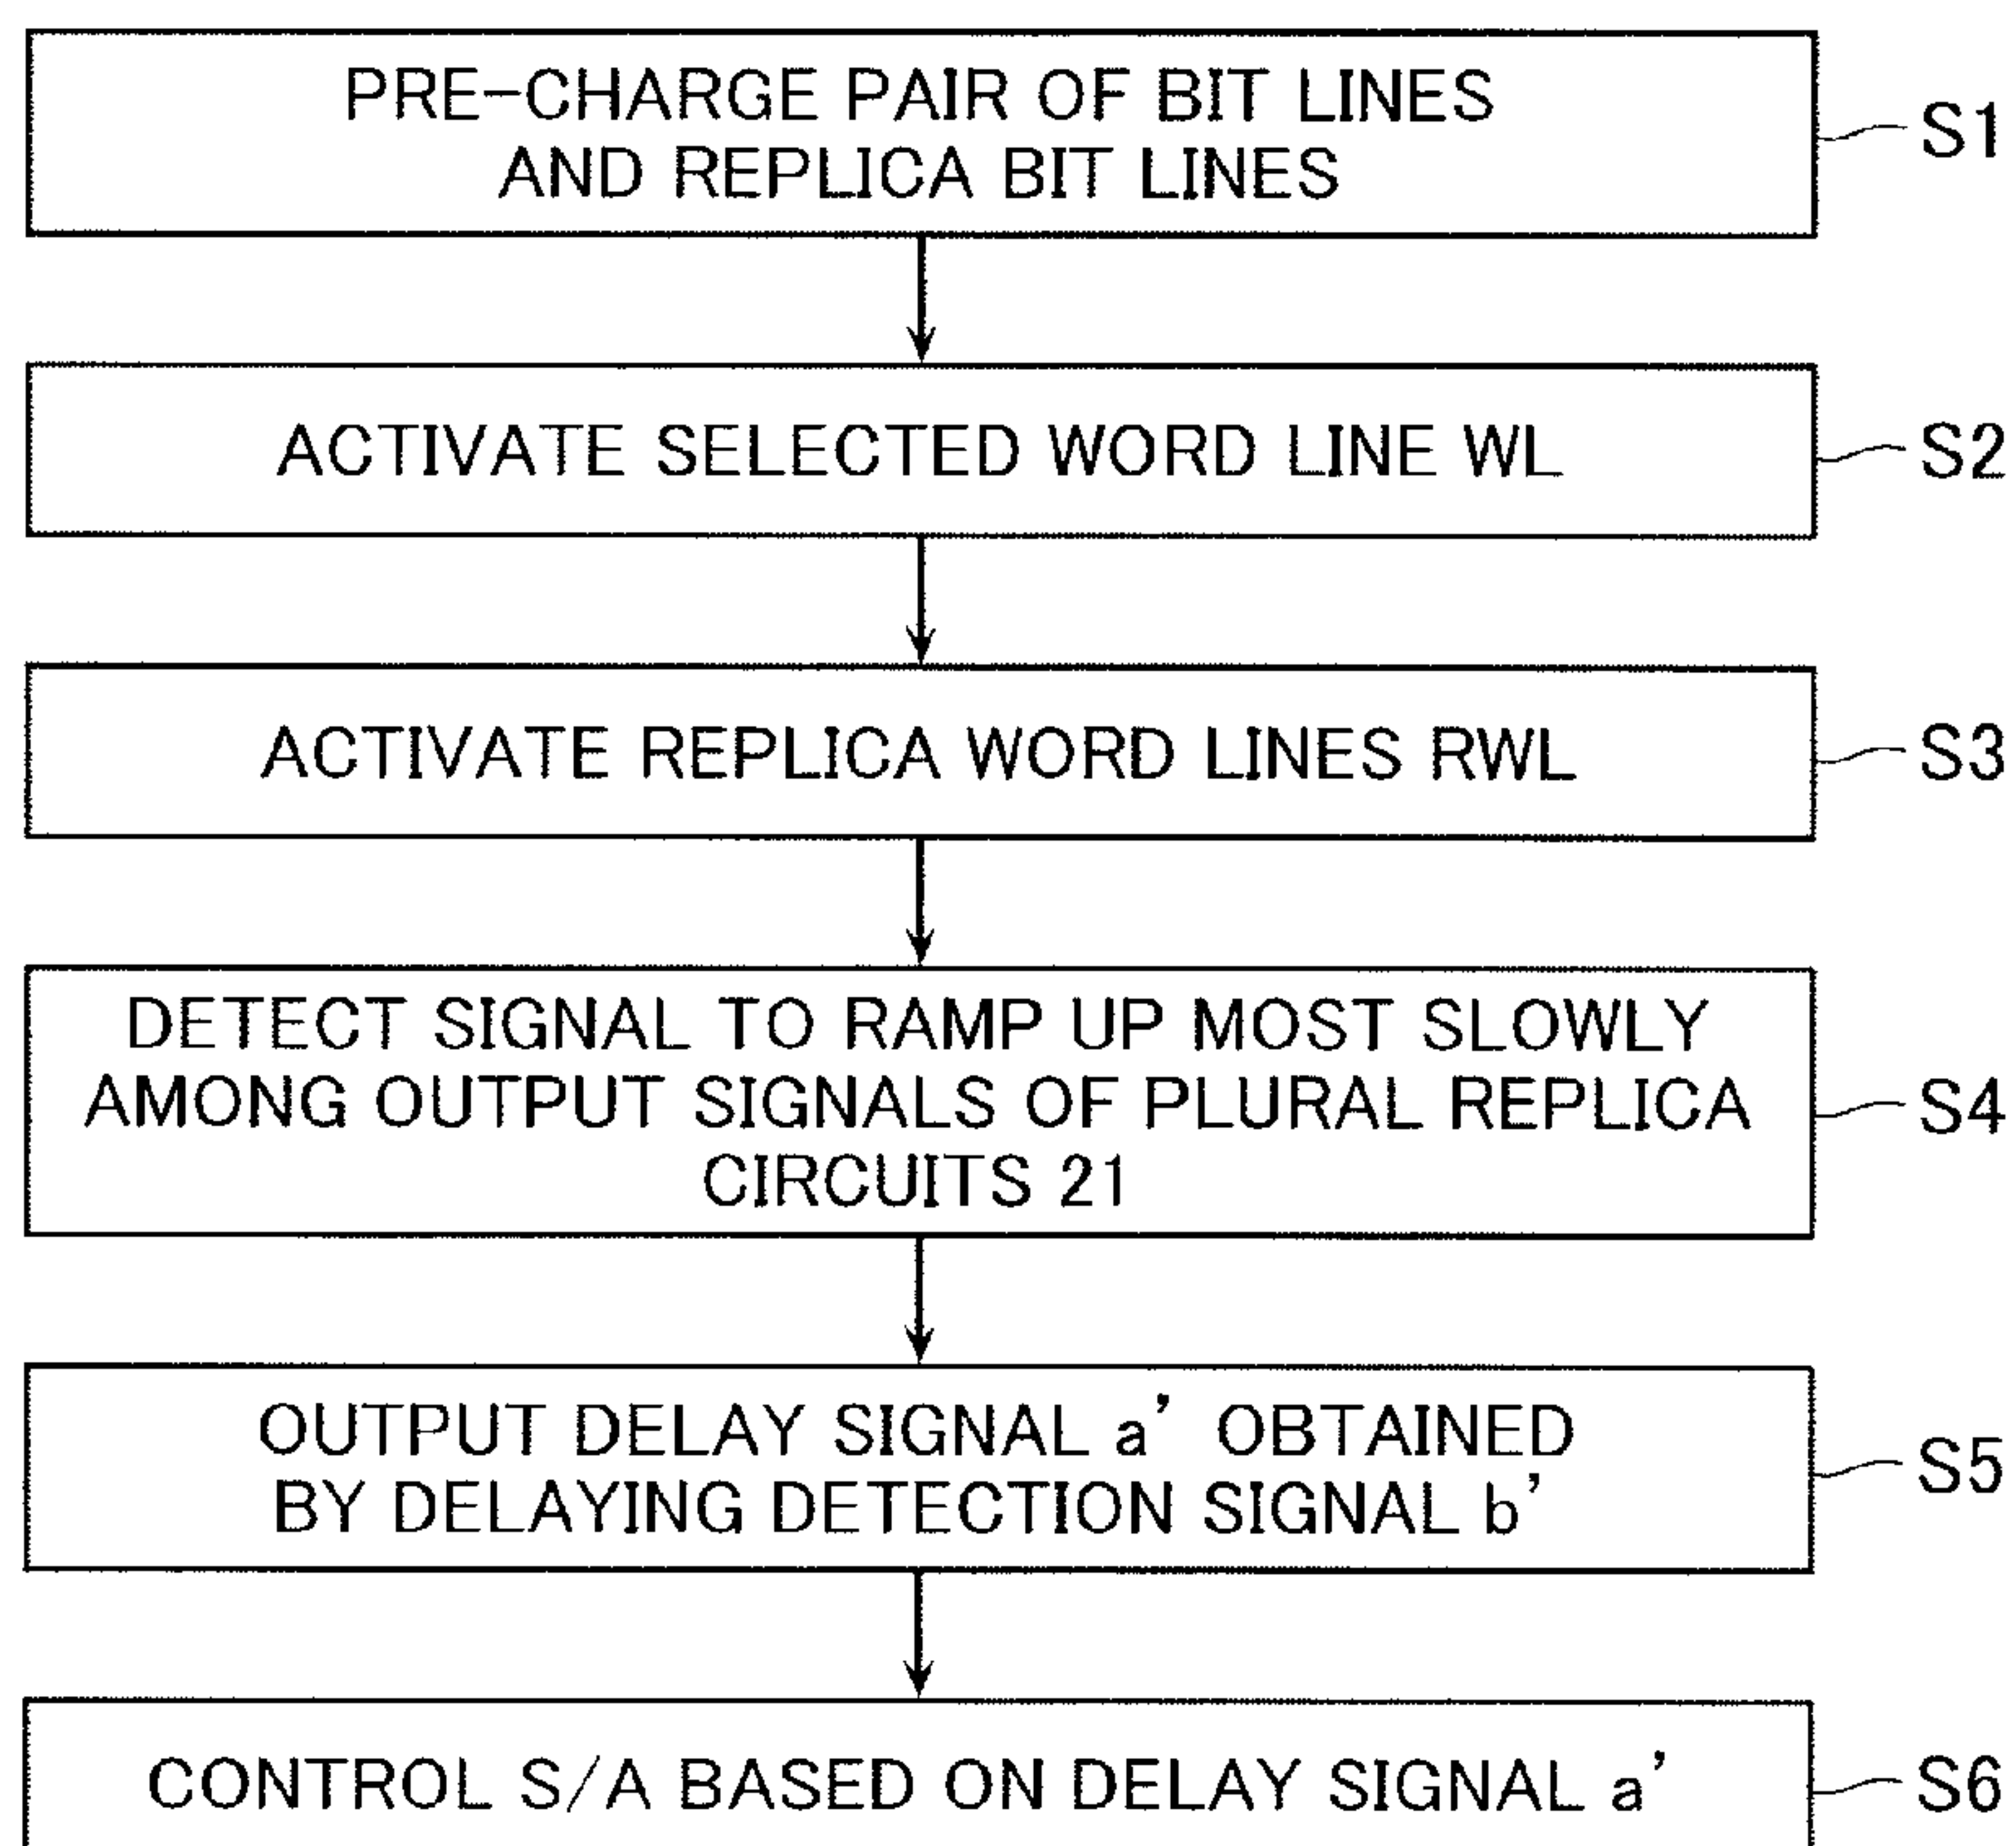 PRE-CHARGE PAIR OF BIT LINES
AND REPLICA BIT LINES
S1
ACTIVATE SELECTED WORD LINE WL
S2
ACTIVATE REPLICA WORD LINES RWL
S3
DETECT SIGNAL TO RAMP UP MOST SLOWLY
AMONG OUTPUT SIGNALS OF PLURAL REPLICA
CIRCUITS 21
S4
OUTPUT DELAY SIGNAL a' OBTAINED
BY DELAYING DETECTION SIGNAL b'
S5
CONTROL S/A BASED ON DELAY SIGNAL a'
S6